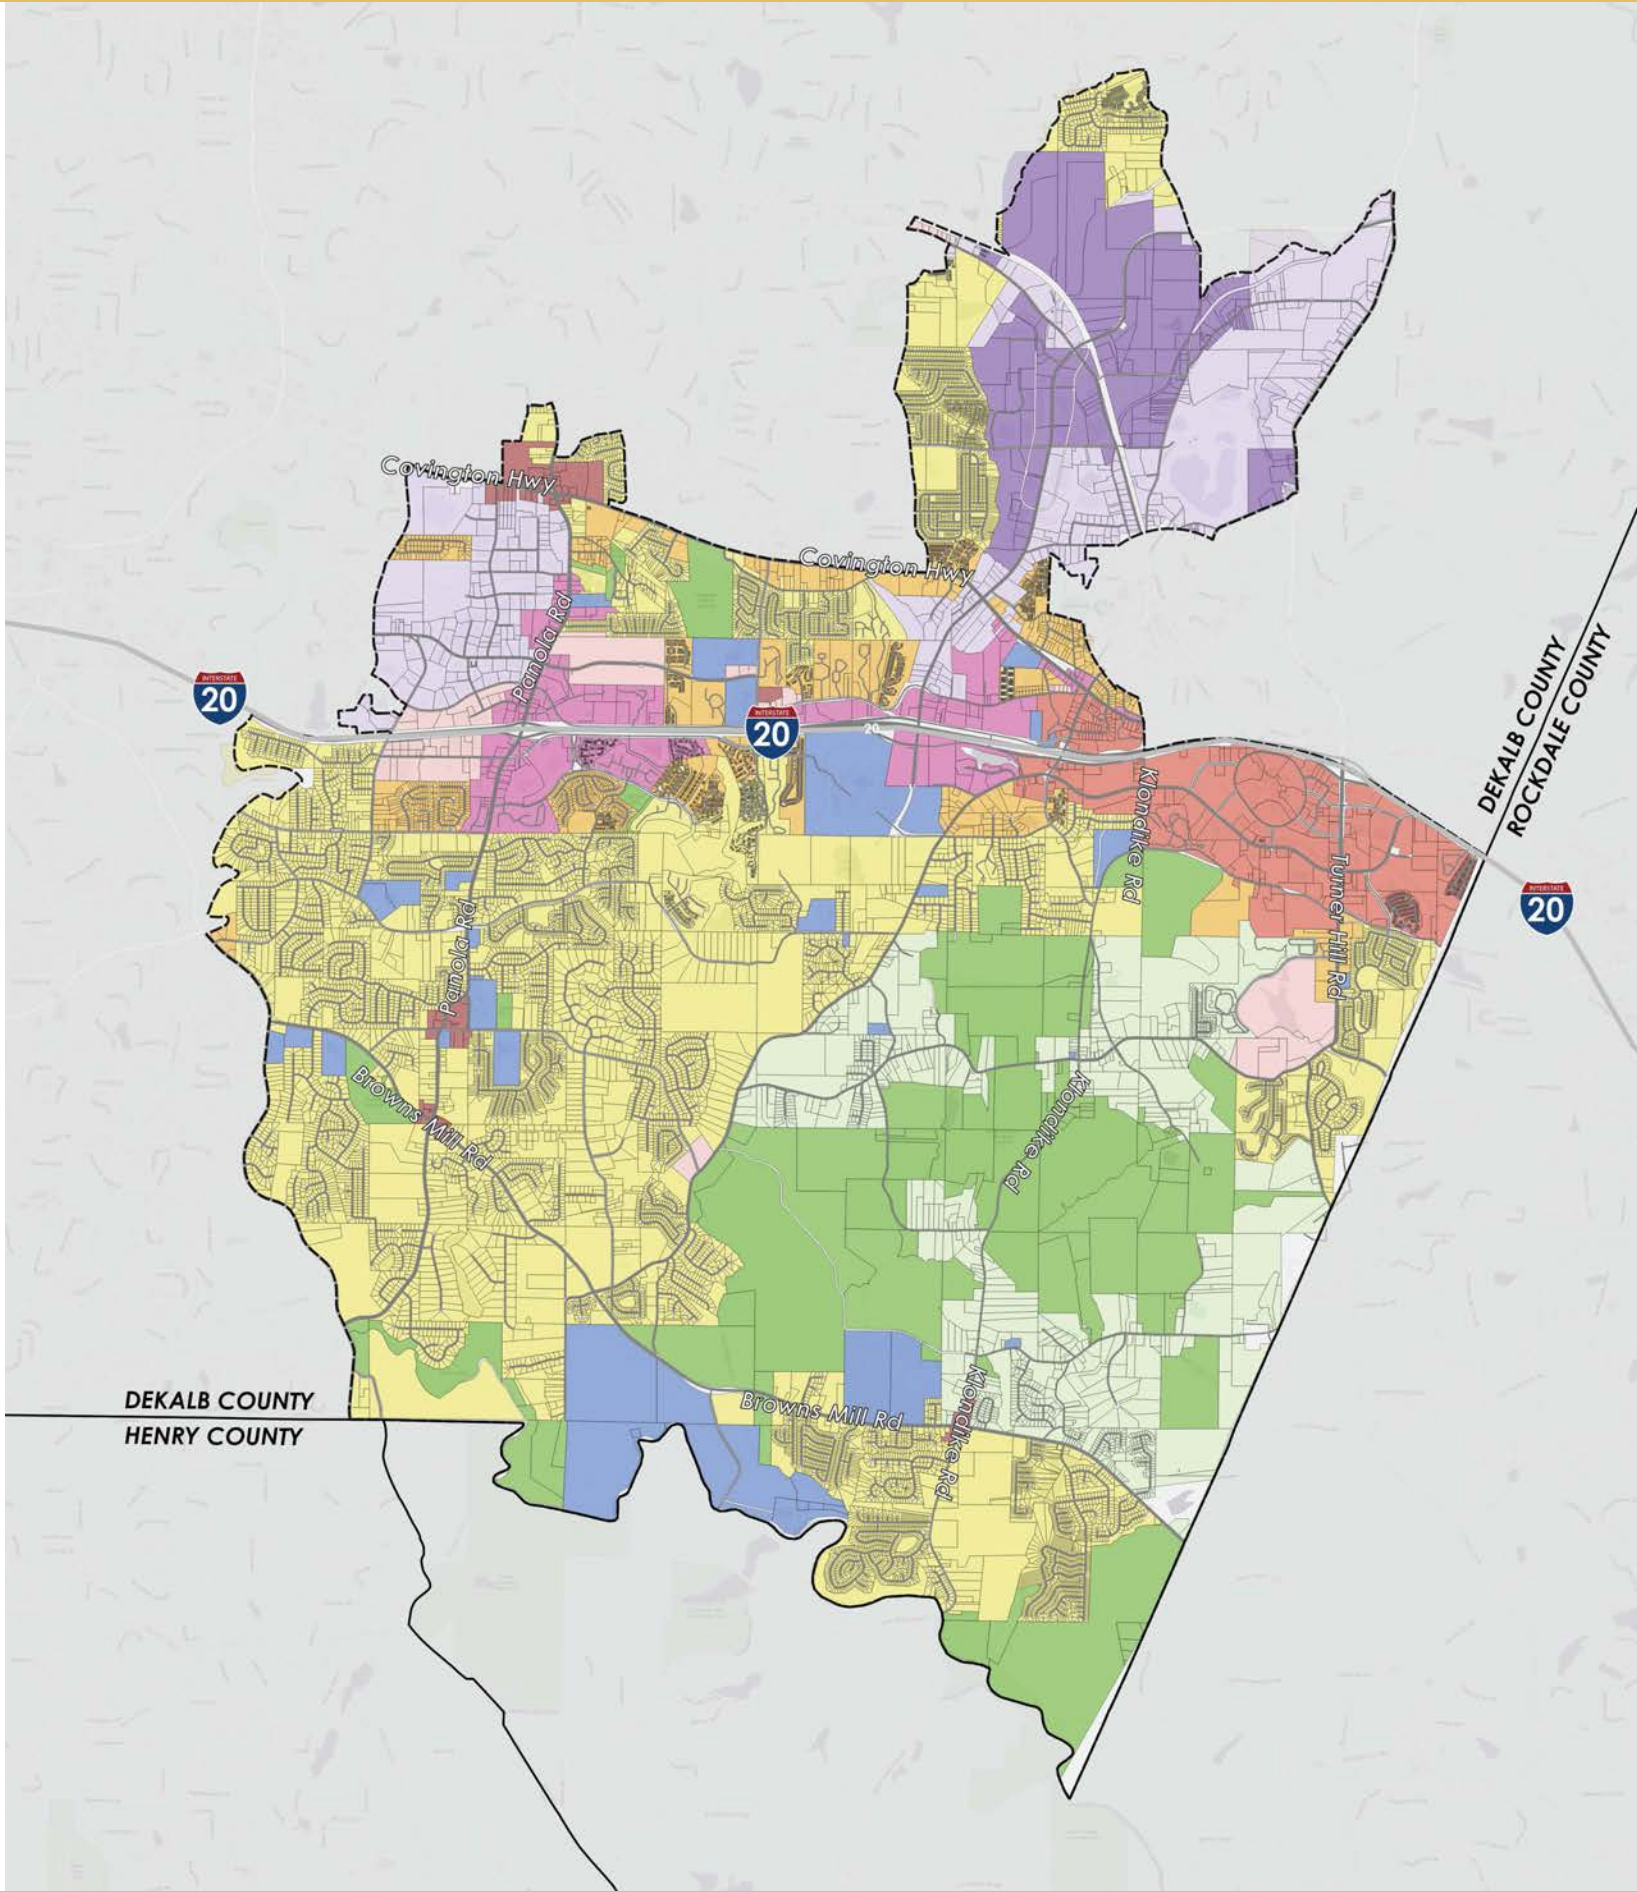 Covington Hwy
Covington Hwy
Panola Rd
INTERSTATE
20
INTERSTATE
20
20
DEKALB COUNTY
ROCKDALE COUNTY
Klondike Rd
Turner Hill Rd
INTERSTATE
20
Panola Rd
Browns Mill Rd
Klondike Rd
DEKALB COUNTY
HENRY COUNTY
Browns Mill Rd
Klondike Rd